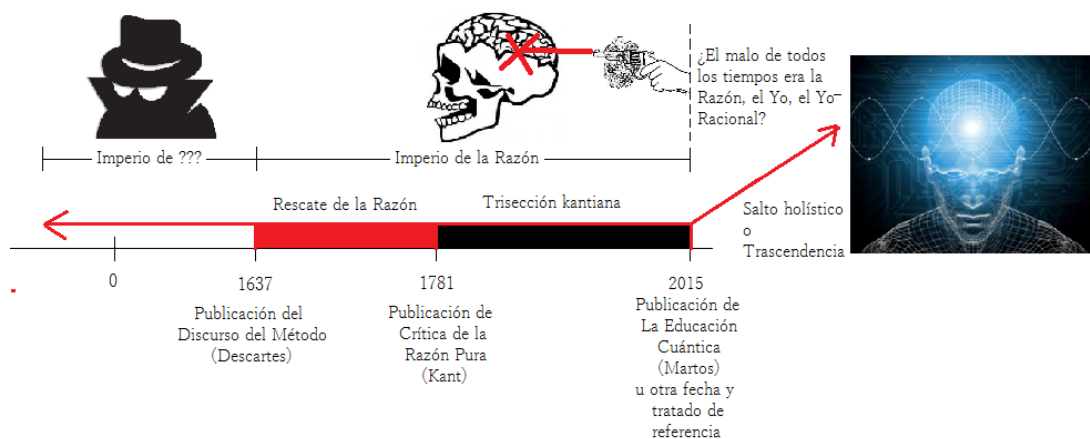 ¿El malo de todos
los tiempos era la
Razón, el Yo, el Yo-
Racional?
Imperio de ???
Imperio de la Razón
Rescate de la Razón
Trisección kantiana
Salto holístico
o
Trascendencia
0
1637
Publicación del
Discurso del Método
(Descartes)
1781
Publicación de
Crítica de la
Razón Pura
(Kant)
2015
Publicación de
La Educación
Cuántica
(Martos)
u otra fecha y
tratado de
referencia